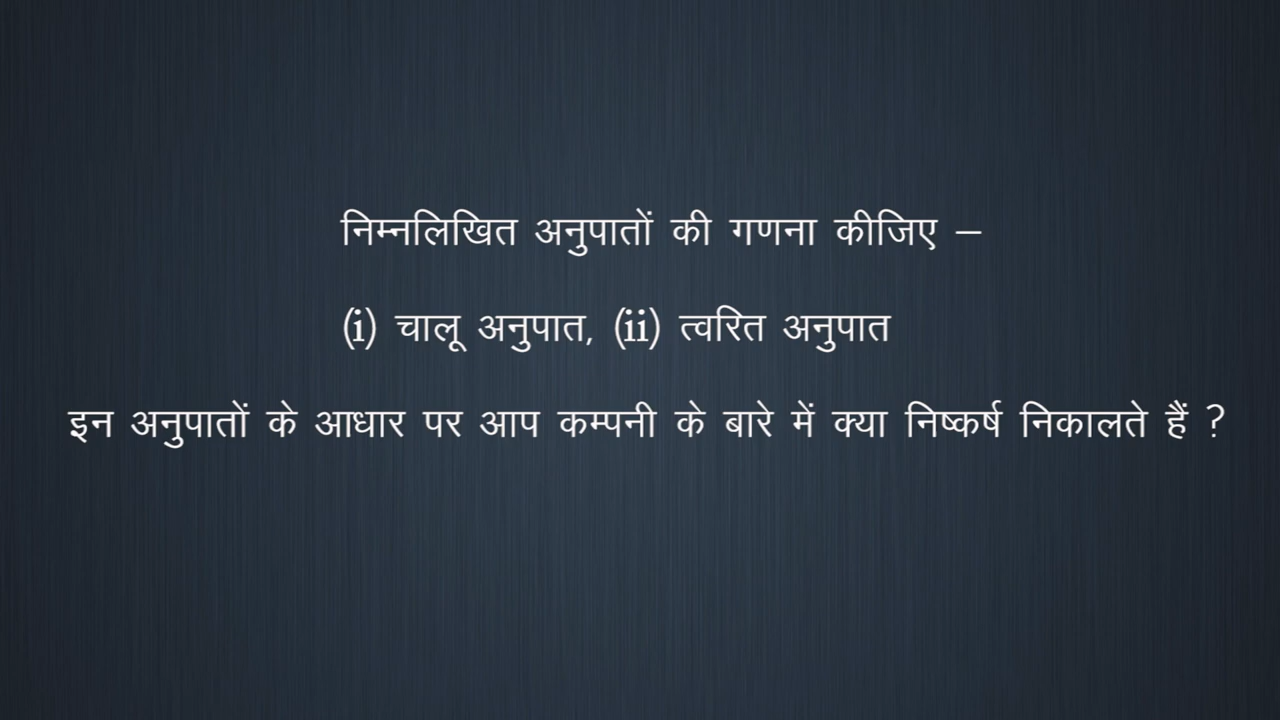 निम्नलिखित अनुपातों की गणना कीजिए –
(i) चालू अनुपात, (ii) त्वरित अनुपात
इन अनुपातों के आधार पर आप कम्पनी के बारे में क्या निष्कर्ष निकालते हैं ?